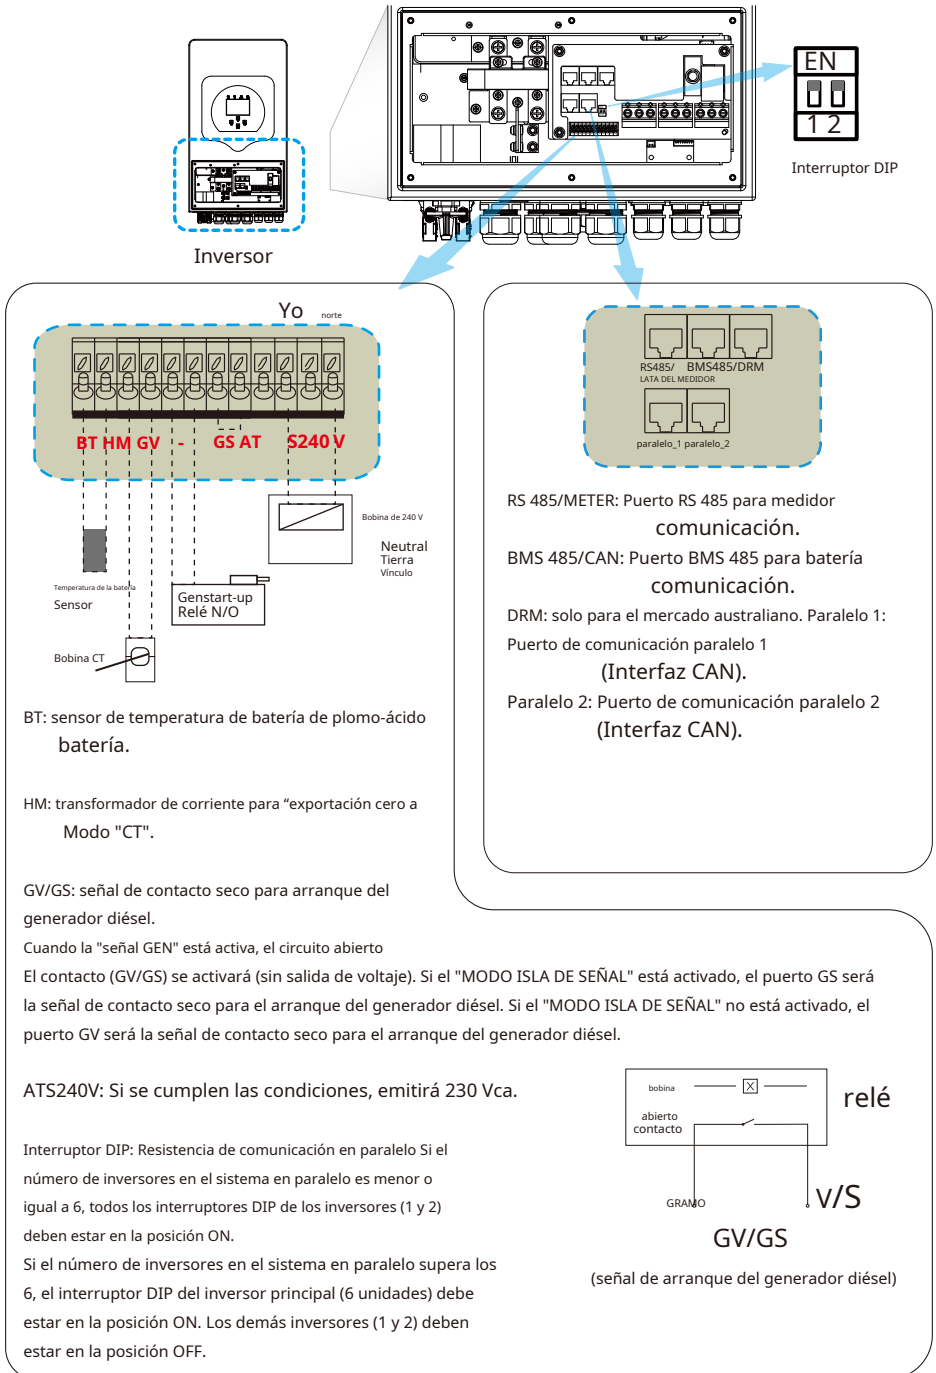 EN
1 2
Interruptor DIP
Inversor
Yo norte
BT HM GV - GS AT S240 V
Bobina de 240 V
Neutral
Tierra
Vínculo
Temperatura de la batería
Sensor
Genstart-up
Relé N/O
Bobina CT
RS485/ BMS485/DRM
LATA DEL MEDIDOR
paralelo_1 paralelo_2
RS 485/METER: Puerto RS 485 para medidor
comunicación.
BMS 485/CAN: Puerto BMS 485 para batería
comunicación.
DRM: solo para el mercado australiano. Paralelo 1:
Puerto de comunicación paralelo 1
(Interfaz CAN).
Paralelo 2: Puerto de comunicación paralelo 2
(Interfaz CAN).
BT: sensor de temperatura de batería de plomo-ácido
batería.
HM: transformador de corriente para “exportación cero a
Modo "CT".
GV/GS: señal de contacto seco para arranque del
generador diésel.
Cuando la "señal GEN" está activa, el circuito abierto
El contacto (GV/GS) se activará (sin salida de voltaje). Si el "MODO ISLA DE SEÑAL" está activado, el puerto GS será
la señal de contacto seco para el arranque del generador diésel. Si el "MODO ISLA DE SEÑAL" no está activado, el
puerto GV será la señal de contacto seco para el arranque del generador diésel.
ATS240V: Si se cumplen las condiciones, emitirá 230 Vca.
Interruptor DIP: Resistencia de comunicación en paralelo Si el
número de inversores en el sistema en paralelo es menor o
igual a 6, todos los interruptores DIP de los inversores (1 y 2)
deben estar en la posición ON.
Si el número de inversores en el sistema en paralelo supera los
6, el interruptor DIP del inversor principal (6 unidades) debe
estar en la posición ON. Los demás inversores (1 y 2) deben
estar en la posición OFF.
bobina
X
relé
abierto
contacto
GRAMO
V/S
GV/GS
(señal de arranque del generador diésel)